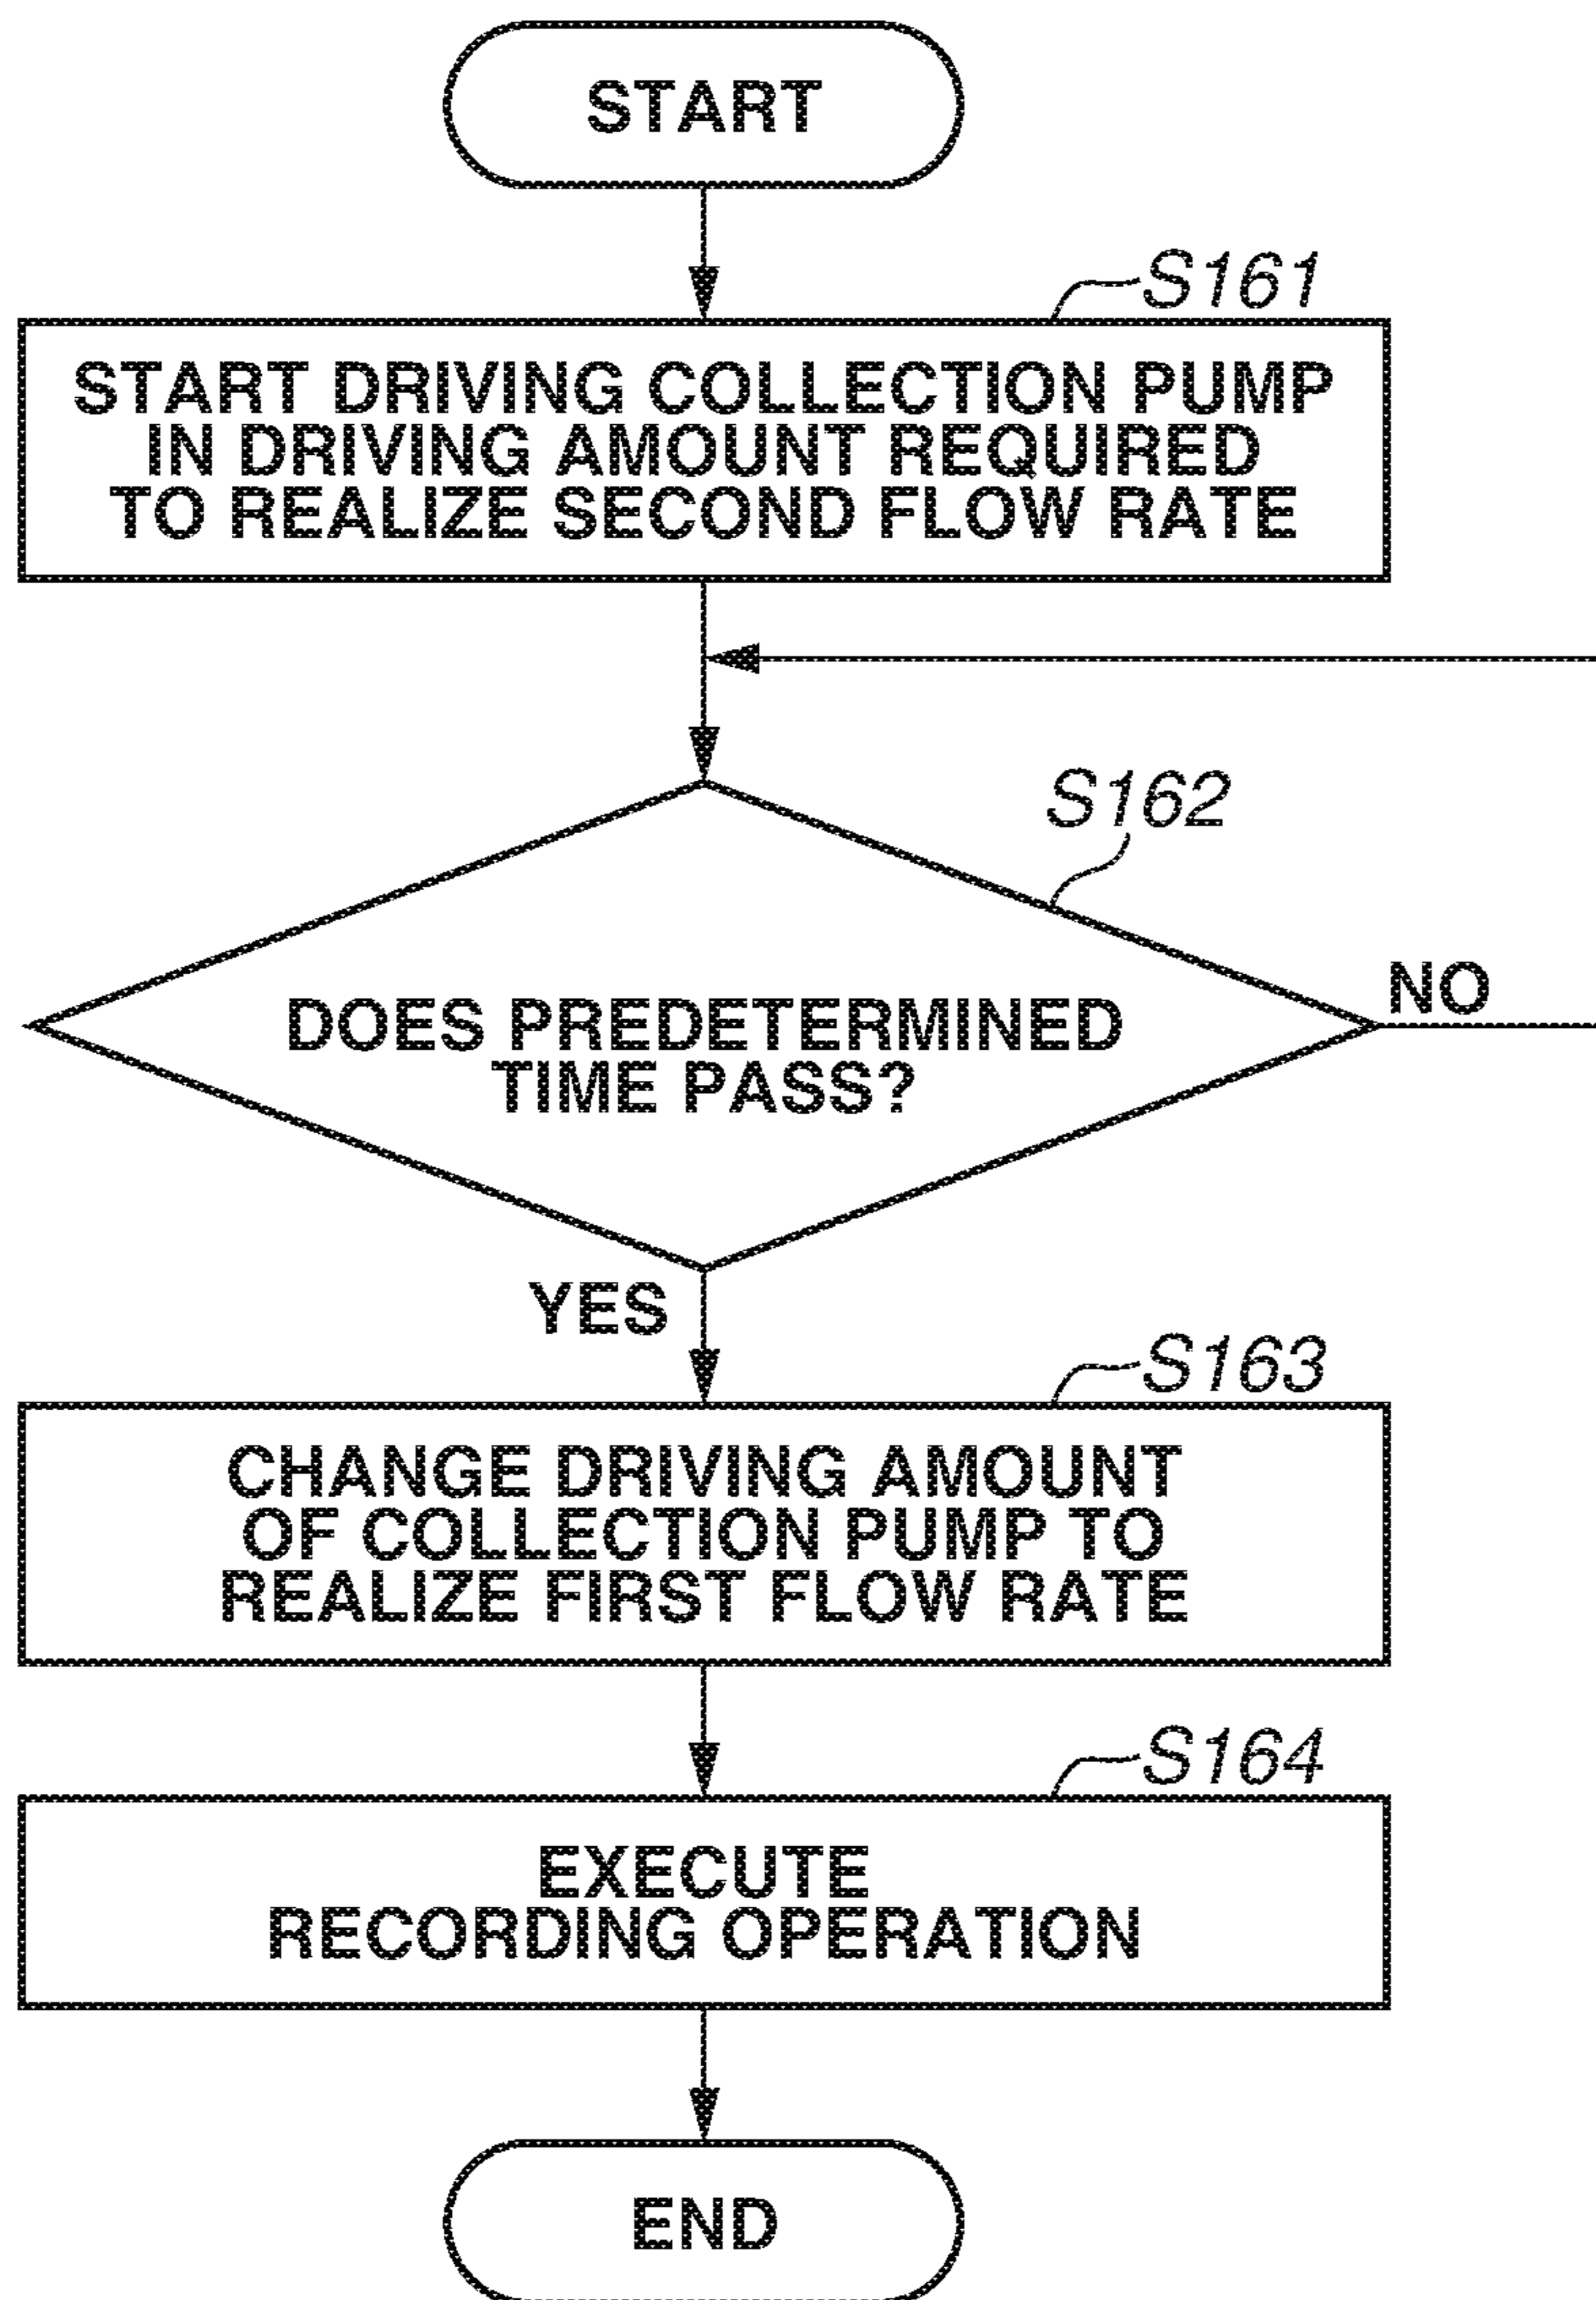 START
S161
START DRIVING COLLECTION PUMP
IN DRIVING AMOUNT REQUIRED
TO REALIZE SECOND FLOW RATE
S162
DOES PREDETERMINED
TIME PASS?
NO
YES
S163
CHANGE DRIVING AMOUNT
OF COLLECTION PUMP TO
REALIZE FIRST FLOW RATE
S164
EXECUTE
RECORDING OPERATION
END